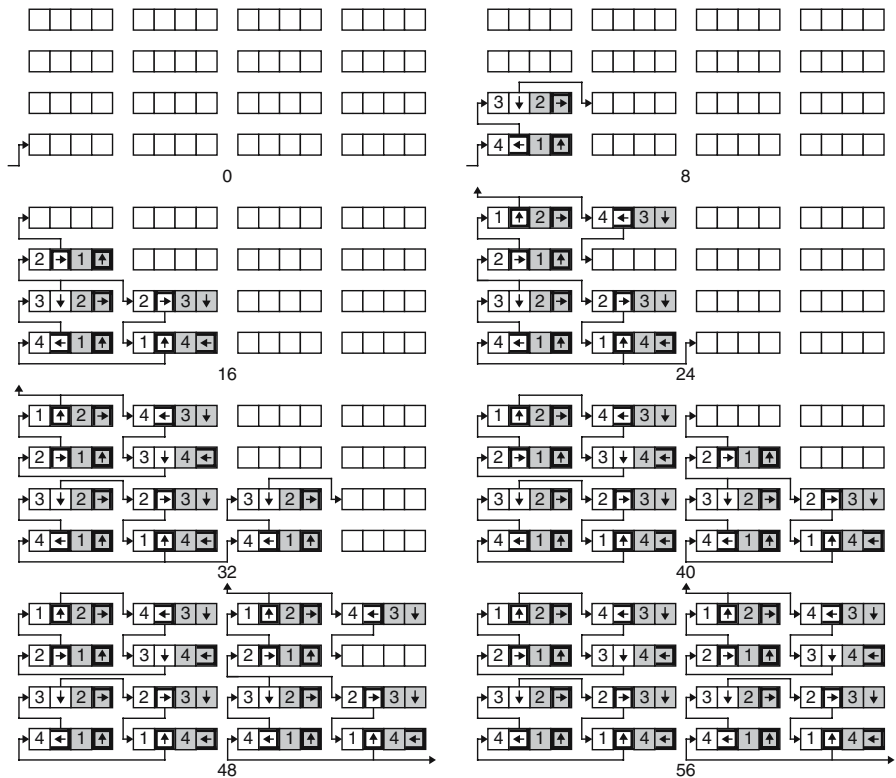 0
3 2
4 1
8
2 1
3 2 2 3
4 1 1 4
16
1 2 4 3
2 1
3 2 2 3
4 1 1 4
24
1 2 4 3
2 1 3 4
3 2 2 3 3 2
4 1 1 4 4 1
32
1 2 4 3
2 1 3 4 2 1
3 2 2 3 3 2 2 3
4 1 1 4 4 1 1 4
40
1 2 4 3 1 2 4 3
2 1 3 4 2 1
3 2 2 3 3 2 2 3
4 1 1 4 4 1 1 4
48
1 2 4 3 1 2 4 3
2 1 3 4 2 1 3 4
3 2 2 3 3 2 2 3
4 1 1 4 4 1 1 4
56